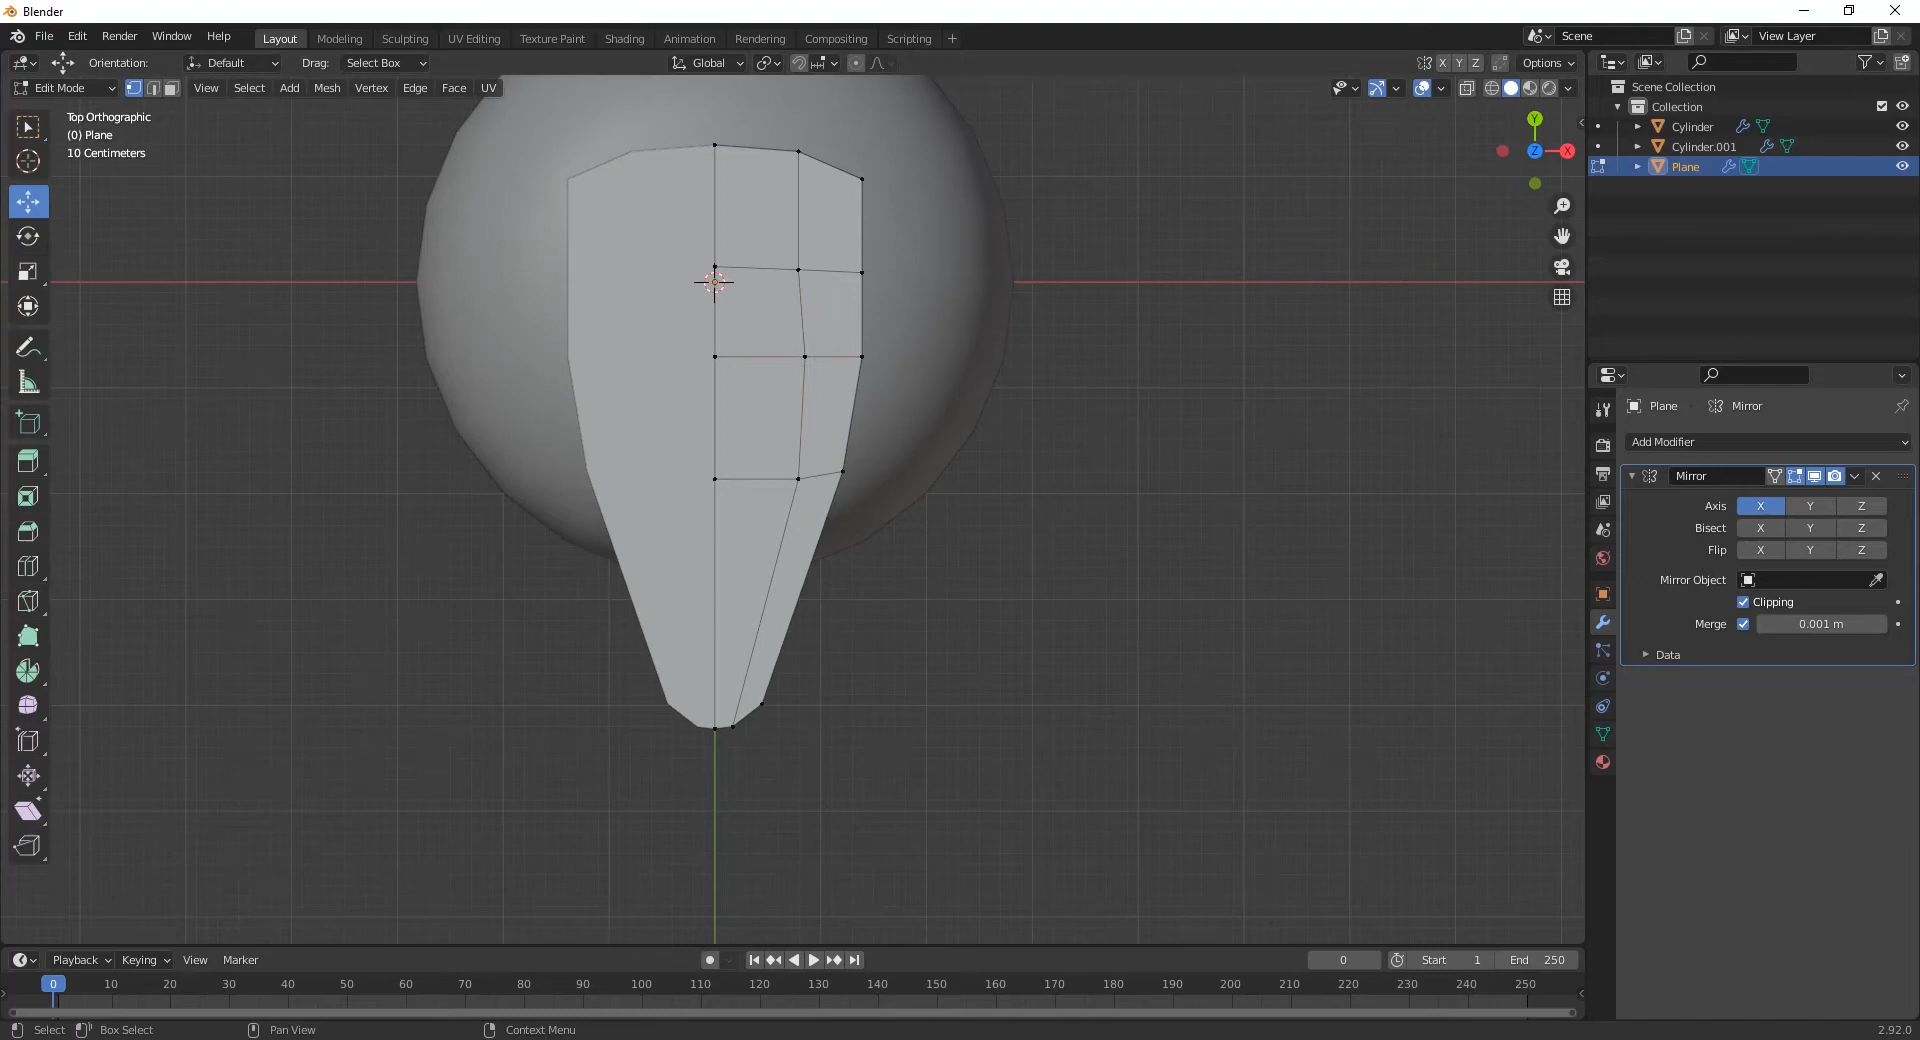 Blender
File Edit Render Window Help Layout Modeling Sculpting UV Editing Texture Paint Shading Animation Rendering Compositing Scripting + Scene View Layer
Orientation: Default Drag: Select Box Global X Y Z Options
Edit Mode View Select Add Mesh Vertex Edge Face UV
Top Orthographic
(0) Plane
10 Centimeters
Y
Z X
Scene Collection
Collection
Cylinder
Cylinder.001
Plane
Plane Mirror
Add Modifier
Mirror
Axis X Y Z
Bisect X Y Z
Flip X Y Z
Mirror Object
Clipping
Merge 0.001 m
Data
Playback Keying View Marker 0 Start 1 End 250
0 10 20 30 40 50 60 70 80 90 100 110 120 130 140 150 160 170 180 190 200 210 220 230 240 250
Select Box Select Pan View Context Menu 2.92.0